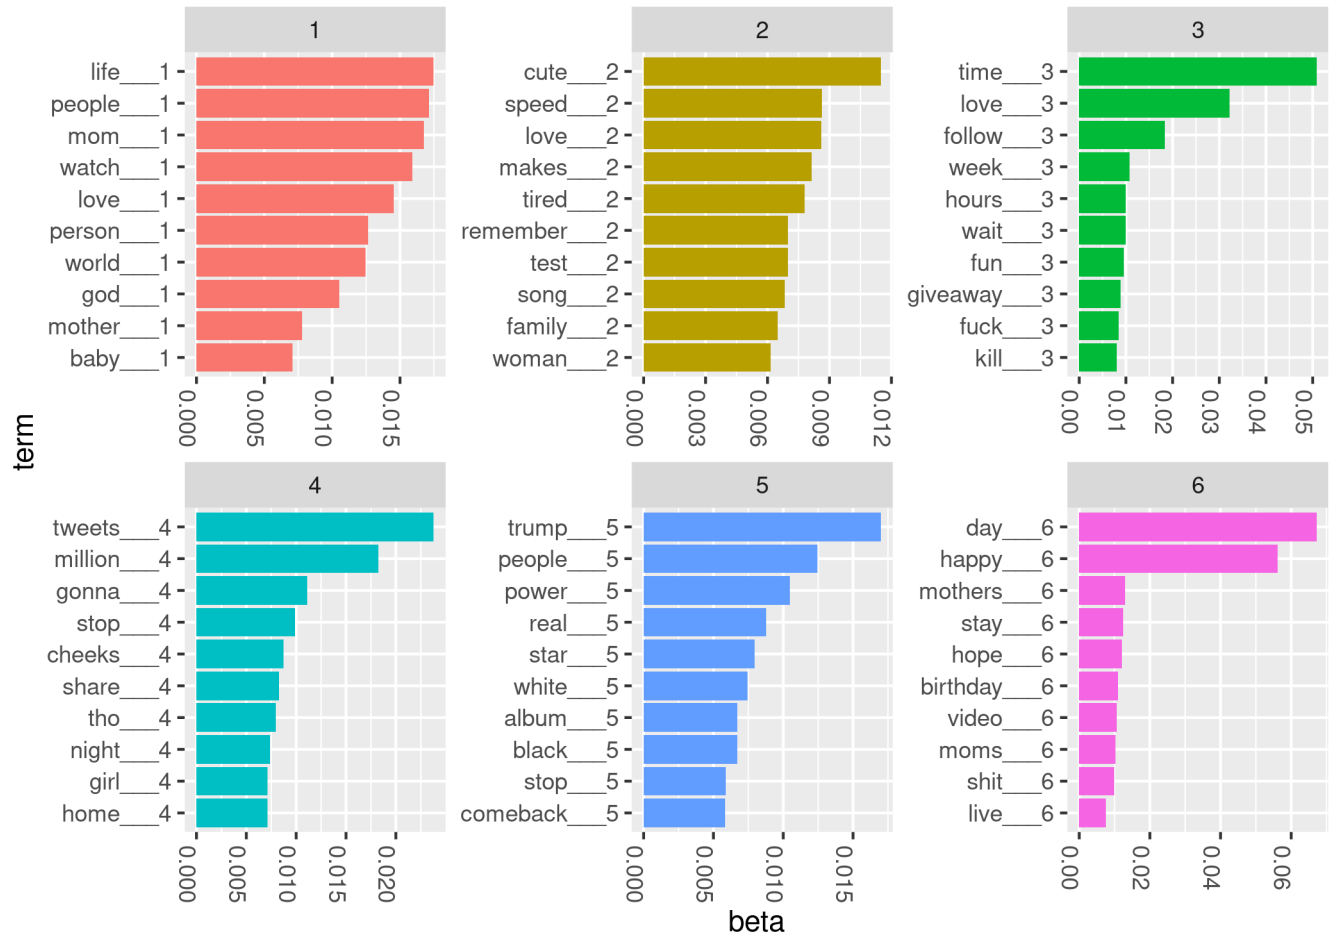 1
life___1
people___1
mom___1
watch___1
love___1
person___1
world___1
god___1
mother___1
baby___1
0.000
0.005
0.010
0.015
2
cute___2
speed___2
love___2
makes___2
tired___2
remember___2
test___2
song___2
family___2
woman___2
0.000
0.003
0.006
0.009
0.012
3
time___3
love___3
follow___3
week___3
hours___3
wait___3
fun___3
giveaway___3
fuck___3
kill___3
0.00
0.01
0.02
0.03
0.04
0.05
term
4
tweets___4
million___4
gonna___4
stop___4
cheeks___4
share___4
tho___4
night___4
girl___4
home___4
0.000
0.005
0.010
0.015
0.020
5
trump___5
people___5
power___5
real___5
star___5
white___5
album___5
black___5
stop___5
comeback___5
0.000
0.005
0.010
0.015
6
day___6
happy___6
mothers___6
stay___6
hope___6
birthday___6
video___6
moms___6
shit___6
live___6
0.00
0.02
0.04
0.06
beta